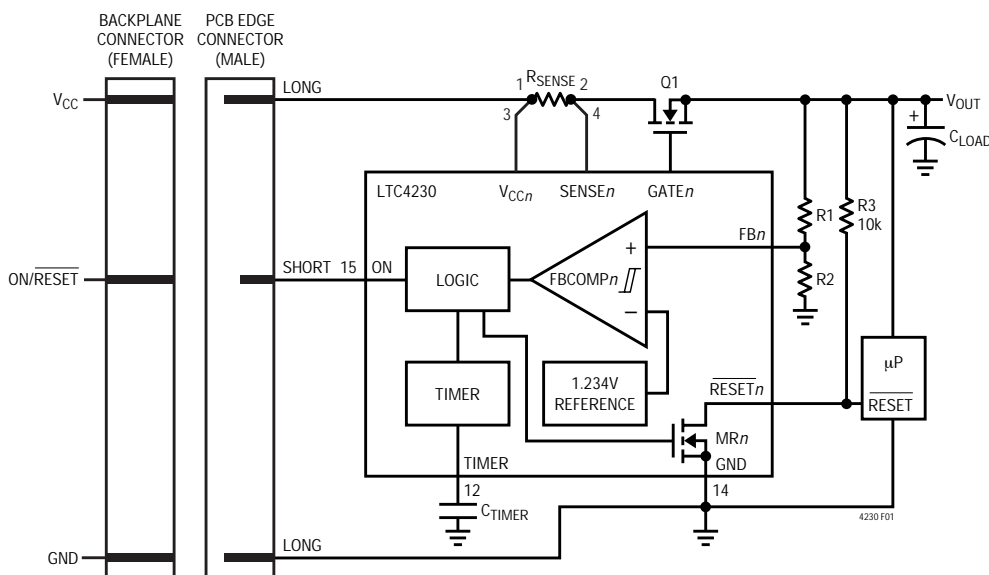 BACKPLANE
CONNECTOR
(FEMALE)
PCB EDGE
CONNECTOR
(MALE)
LONG
1 RSENSE 2
Q1
VCC
3
4
VOUT
+
CLOAD
LTC4230
VCCn
SENSEn
GATEn
R1
R3
10k
FBn
+
ON/RESET
SHORT 15 ON
LOGIC
FBCOMPn
R2
–
μP
TIMER
1.234V
REFERENCE
RESETn
RESET
MRn
TIMER
GND
12
14
CTIMER
4230 F01
LONG
GND